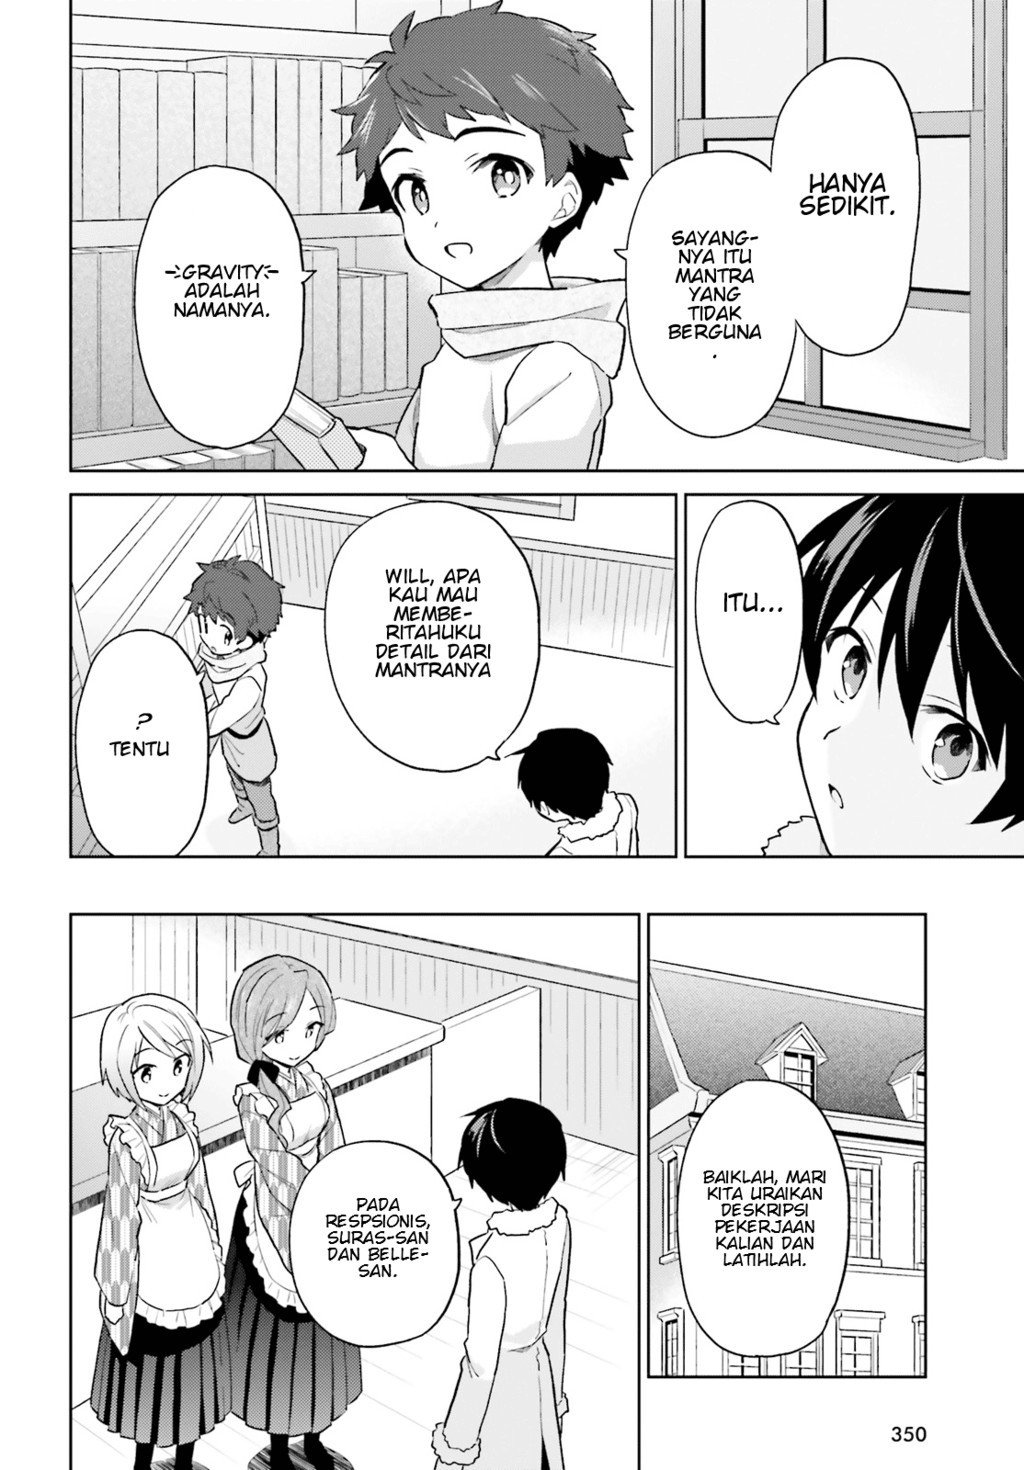 HANYA
SEDIKIT.
SAYANG-
NYA ITU
MANTRA
YANG
TIDAK
BERGUNA
.
GRAVITY
ADALAH
NAMANYA.
ITU...
WILL, APA
KAU MAU
MEMBE-
RITAHUKU
DETAIL DARI
MANTRANYA
?
TENTU
BAIKLAH, MARI
KITA URAIKAN
DESKRIPSI
PEKERJAAN
KALIAN DAN
LATIHLAH.
PADA
RESPSIONIS,
SURAS-SAN
DAN BELLE-
SAN.
350